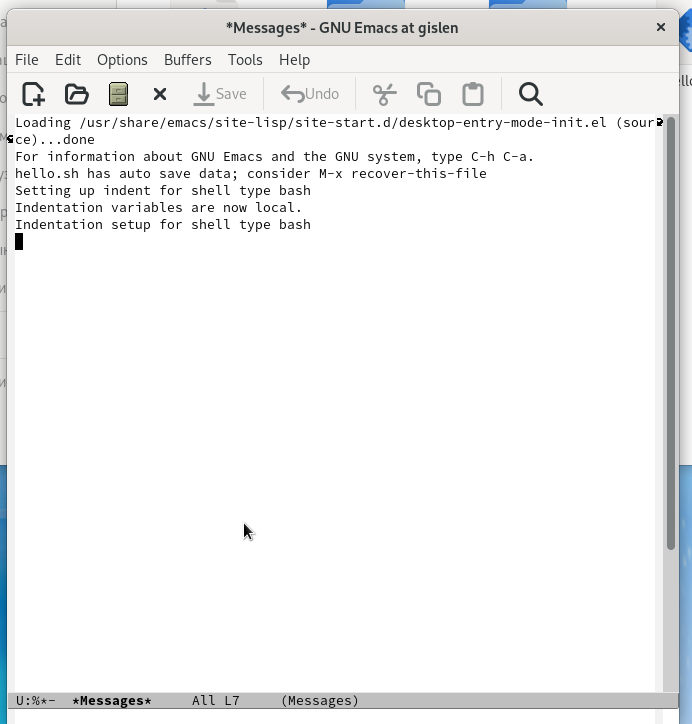 *Messages* - GNU Emacs at gislen
File Edit Options Buffers Tools Help
Save Undo
Loading /usr/share/emacs/site-lisp/site-start.d/desktop-entry-mode-init.el (sour
ce)...done
For information about GNU Emacs and the GNU system, type C-h C-a.
hello.sh has auto save data; consider M-x recover-this-file
Setting up indent for shell type bash
Indentation variables are now local.
Indentation setup for shell type bash
U:%*- *Messages* All L7 (Messages)